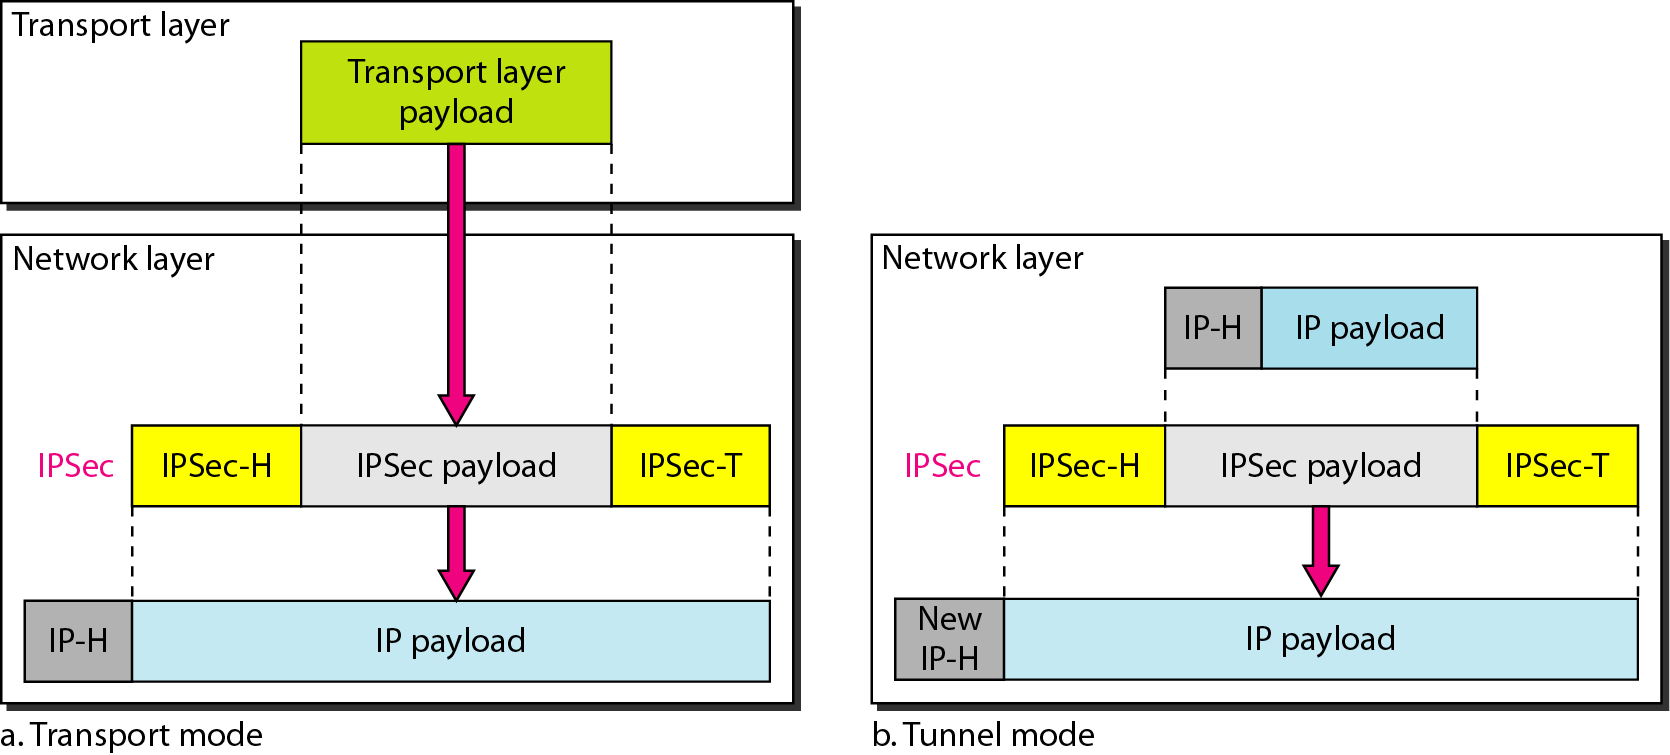 Transport layer
Transport layer
payload
Network layer
IPSec
IPSec-H
IPSec payload
IPSec-T
IP-H
IP payload
a. Transport mode
Network layer
IP-H
IP payload
IPSec
IPSec-H
IPSec payload
IPSec-T
New
IP-H
IP payload
b. Tunnel mode